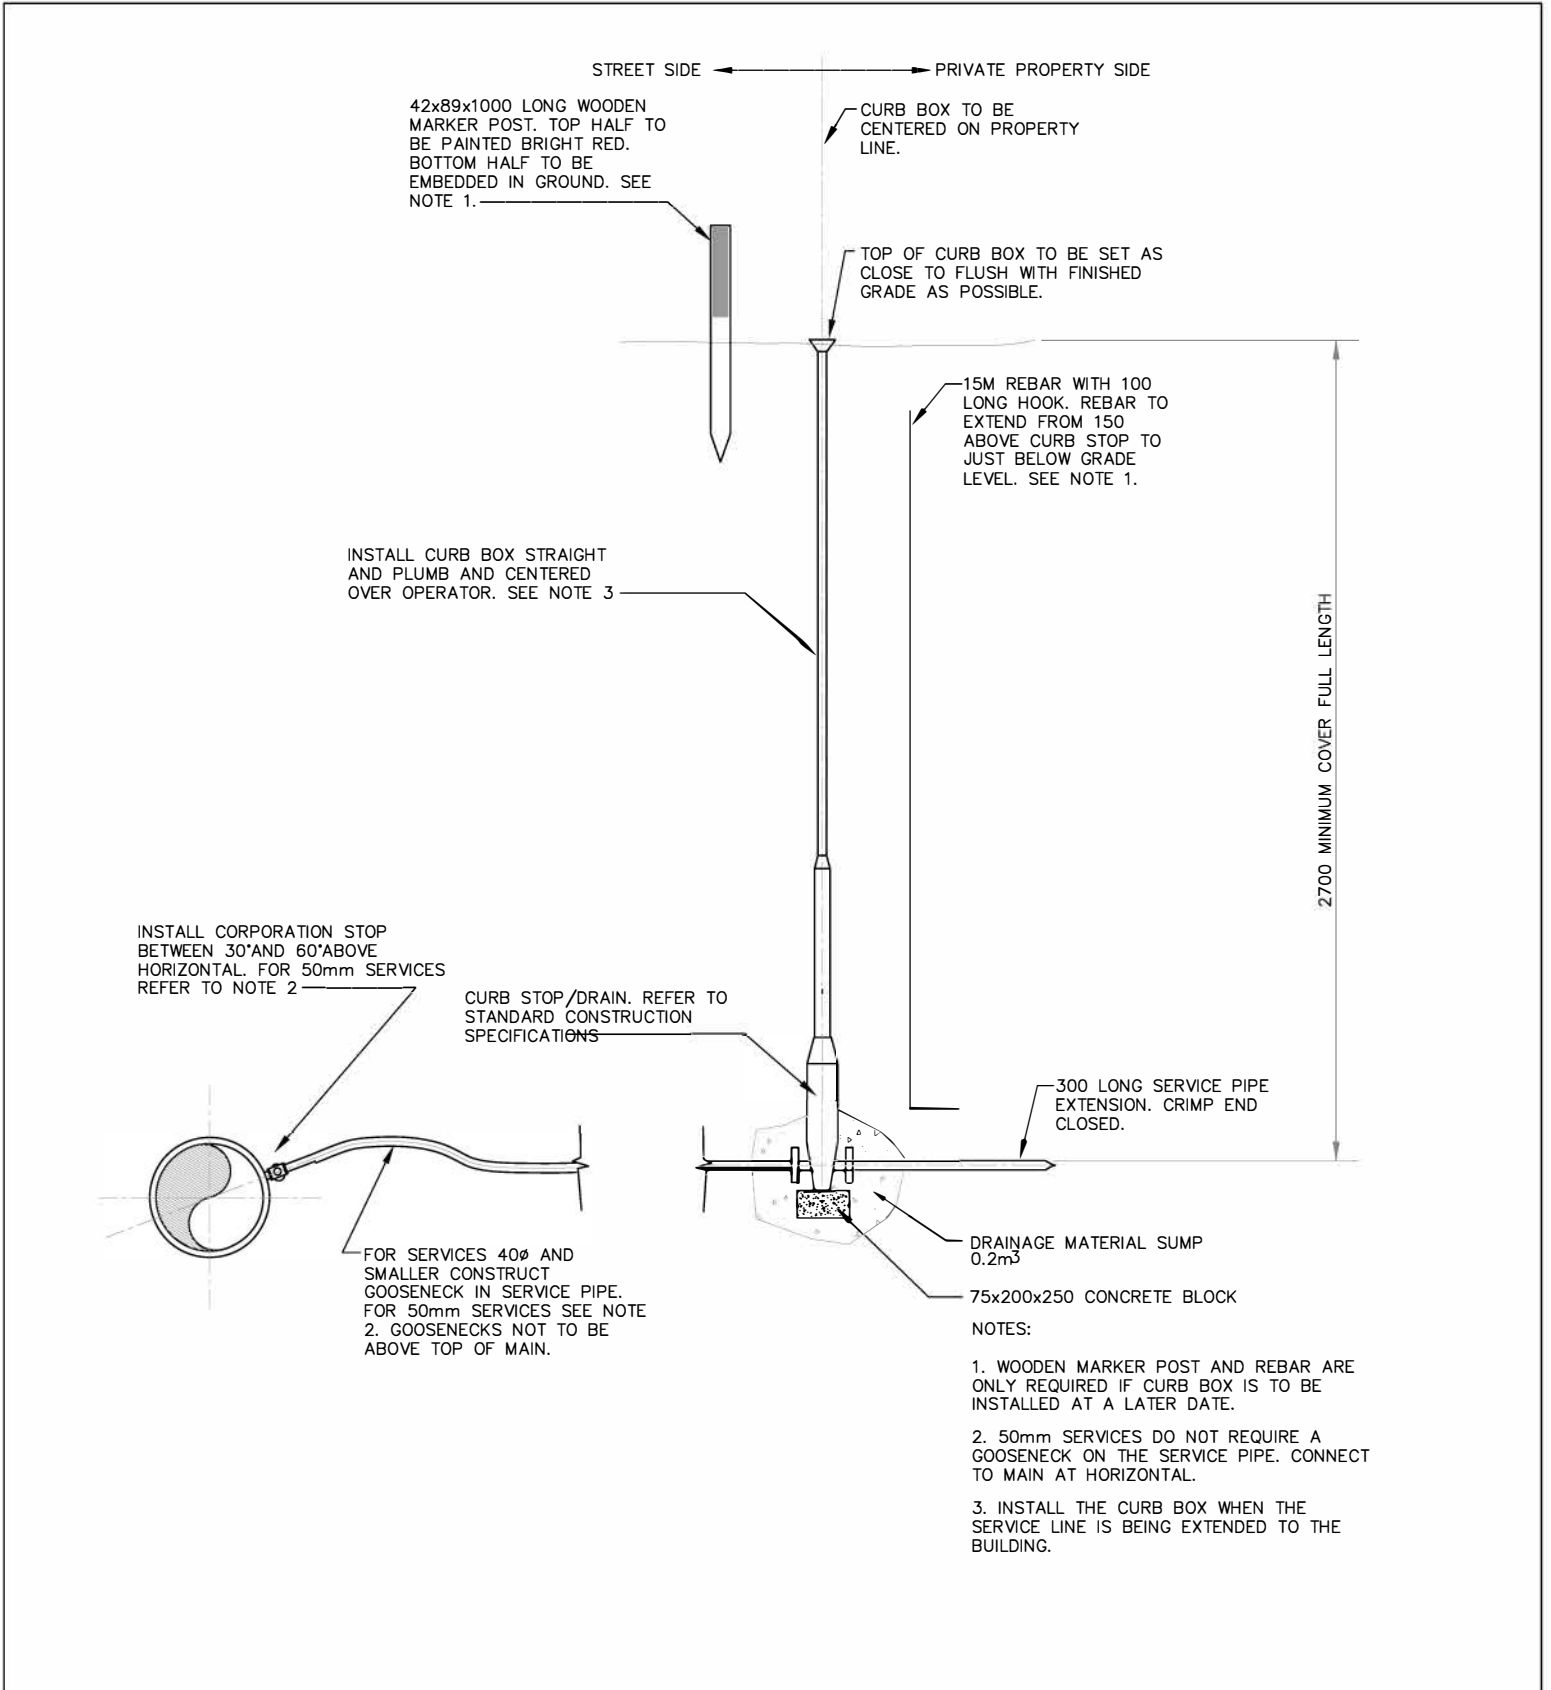 STREET SIDE
PRIVATE PROPERTY SIDE
42x89x1000 LONG WOODEN
MARKER POST. TOP HALF TO
BE PAINTED BRIGHT RED.
BOTTOM HALF TO BE
EMBEDDED IN GROUND. SEE
NOTE 1.
CURB BOX TO BE
CENTERED ON PROPERTY
LINE.
TOP OF CURB BOX TO BE SET AS
CLOSE TO FLUSH WITH FINISHED
GRADE AS POSSIBLE.
15M REBAR WITH 100
LONG HOOK. REBAR TO
EXTEND FROM 150
ABOVE CURB STOP TO
JUST BELOW GRADE
LEVEL. SEE NOTE 1.
INSTALL CURB BOX STRAIGHT
AND PLUMB AND CENTERED
OVER OPERATOR. SEE NOTE 3
2700 MINIMUM COVER FULL LENGTH
INSTALL CORPORATION STOP
BETWEEN 30°AND 60°ABOVE
HORIZONTAL. FOR 50mm SERVICES
REFER TO NOTE 2
CURB STOP/DRAIN. REFER TO
STANDARD CONSTRUCTION
SPECIFICATIONS
300 LONG SERVICE PIPE
EXTENSION. CRIMP END
CLOSED.
FOR SERVICES 40ø AND
SMALLER CONSTRUCT
GOOSENECK IN SERVICE PIPE.
FOR 50mm SERVICES SEE NOTE
2. GOOSENECKS NOT TO BE
ABOVE TOP OF MAIN.
DRAINAGE MATERIAL SUMP
0.2m³
75x200x250 CONCRETE BLOCK
NOTES:
1. WOODEN MARKER POST AND REBAR ARE
ONLY REQUIRED IF CURB BOX IS TO BE
INSTALLED AT A LATER DATE.
2. 50mm SERVICES DO NOT REQUIRE A
GOOSENECK ON THE SERVICE PIPE. CONNECT
TO MAIN AT HORIZONTAL.
3. INSTALL THE CURB BOX WHEN THE
SERVICE LINE IS BEING EXTENDED TO THE
BUILDING.